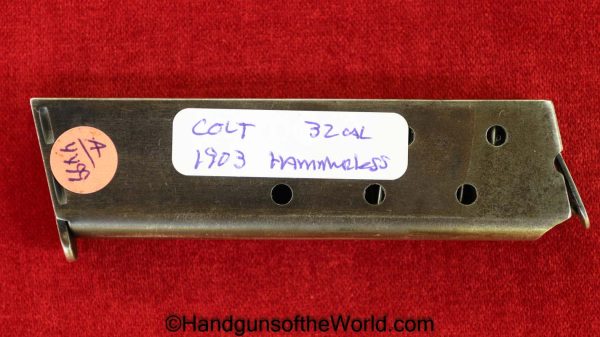 COLT 32 CAL
1903 HAMMERLESS
©HandgunsoftheWorld.com